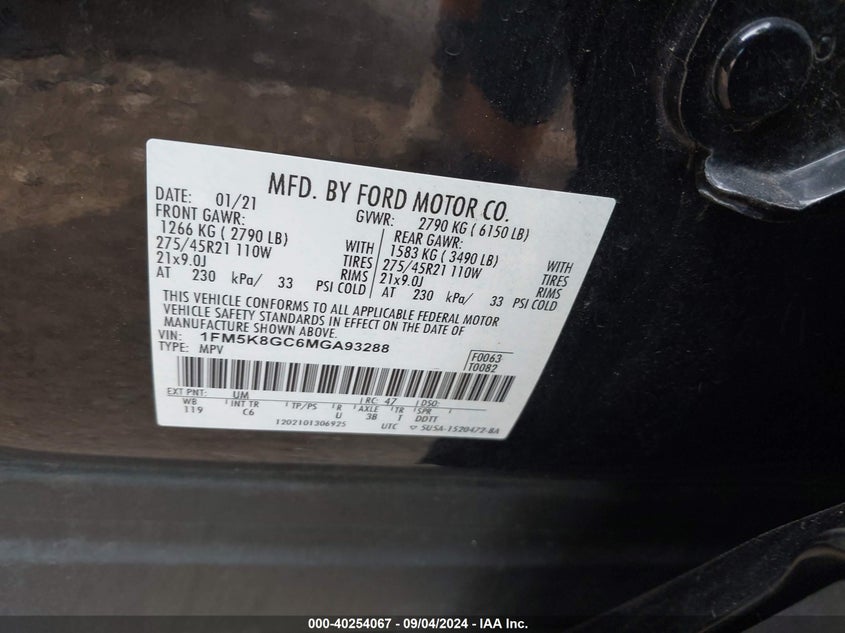 MFD. BY FORD MOTOR CO.
DATE: 01/21 GVWR: 2790 KG ( 6150 LB)
FRONT GAWR: REAR GAWR:
1266 KG ( 2790 LB) WITH 1583 KG ( 3490 LB) WITH
275/45R21 110W TIRES 275/45R21 110W TIRES
21x9.0J RIMS 21x9.0J RIMS
AT 230 kPa/ 33 PSI COLD AT 230 kPa/ 33 PSI COLD
THIS VEHICLE CONFORMS TO ALL APPLICABLE FEDERAL MOTOR
VEHICLE SAFETY STANDARDS IN EFFECT ON THE DATE OF
MANUFACTURE SHOWN ABOVE.
VIN: 1FM5K8GC6MGA93288 F0063
TYPE: MPV T0082
EXT PNT: UM RC: 47 DSO:
WB INT TR TP/PS R AXLE TR SPR
119 C6 U 3B T DDTT
1202101306925 UTC ▽ 5USA-1520472-BA
000-40254067 - 09/04/2024 - IAA Inc.